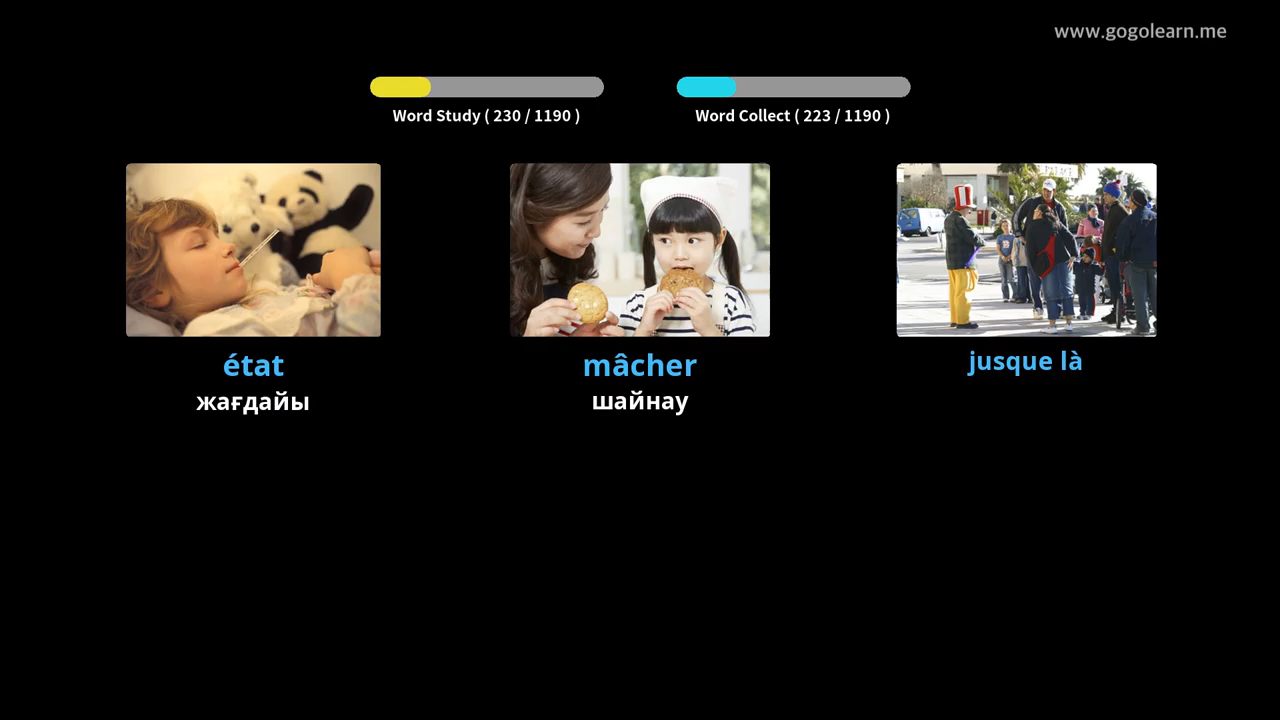 www.gogolearn.me
Word Study ( 230 / 1190 )
Word Collect ( 223 / 1190 )
état
жағдайы
mâcher
шайнау
jusque là